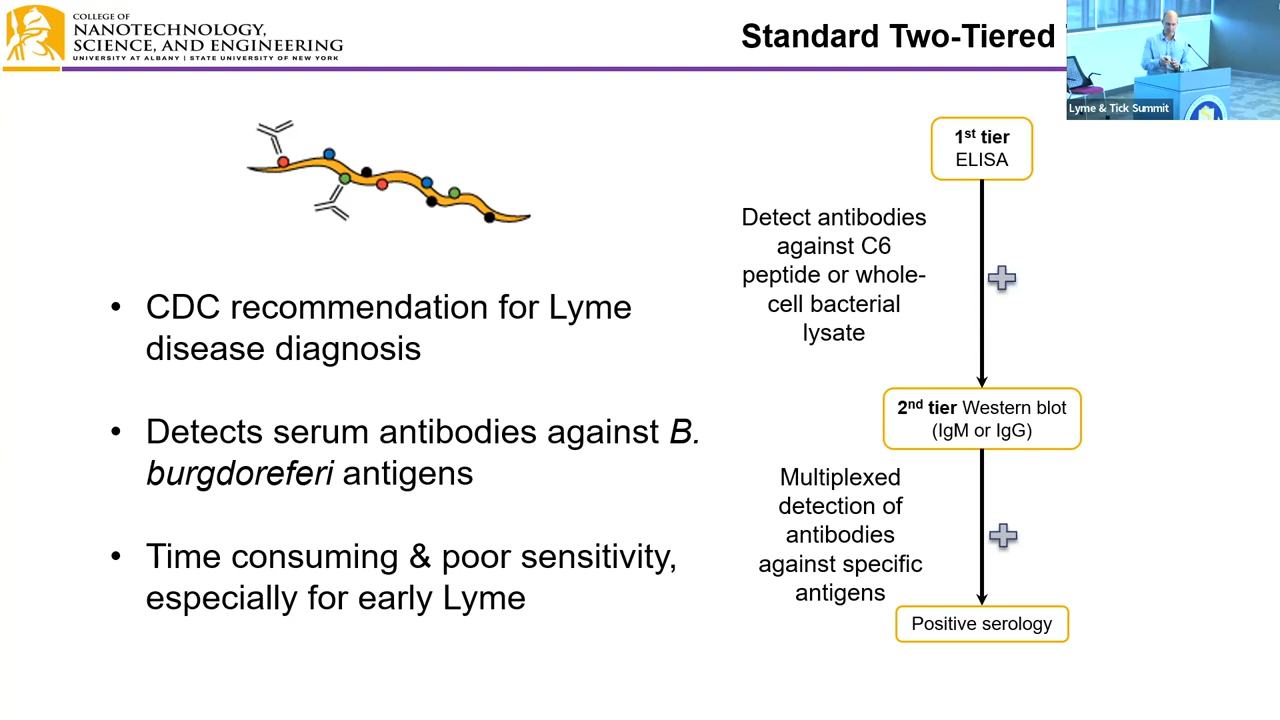 COLLEGE OF
NANOTECHNOLOGY,
SCIENCE, AND ENGINEERING
UNIVERSITY AT ALBANY | STATE UNIVERSITY OF NEW YORK
Standard Two-Tiered
Lyme & Tick Summit
• CDC recommendation for Lyme
disease diagnosis
• Detects serum antibodies against B.
burgdoreferi antigens
• Time consuming & poor sensitivity,
especially for early Lyme
1st tier
ELISA
Detect antibodies
against C6
peptide or whole-
cell bacterial
lysate
2nd tier Western blot
(IgM or IgG)
Multiplexed
detection of
antibodies
against specific
antigens
Positive serology